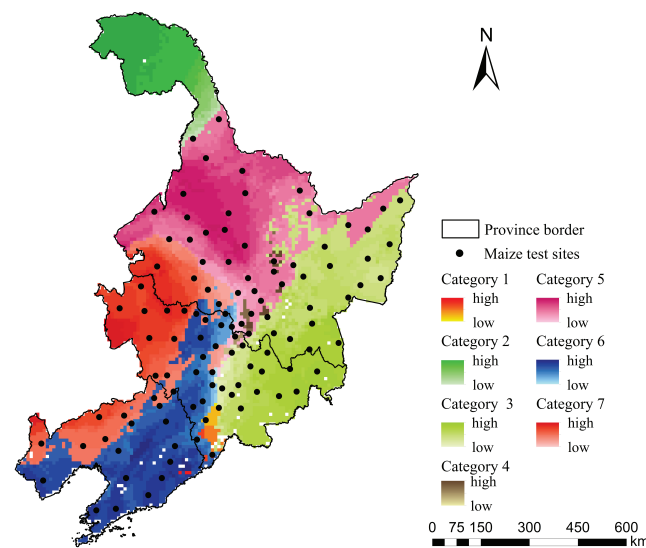 N
Province border
Maize test sites
Category 1
high
low
Category 5
high
low
Category 2
high
low
Category 6
high
low
Category 3
high
low
Category 7
high
low
Category 4
high
low
0 75 150 300 450 600
km